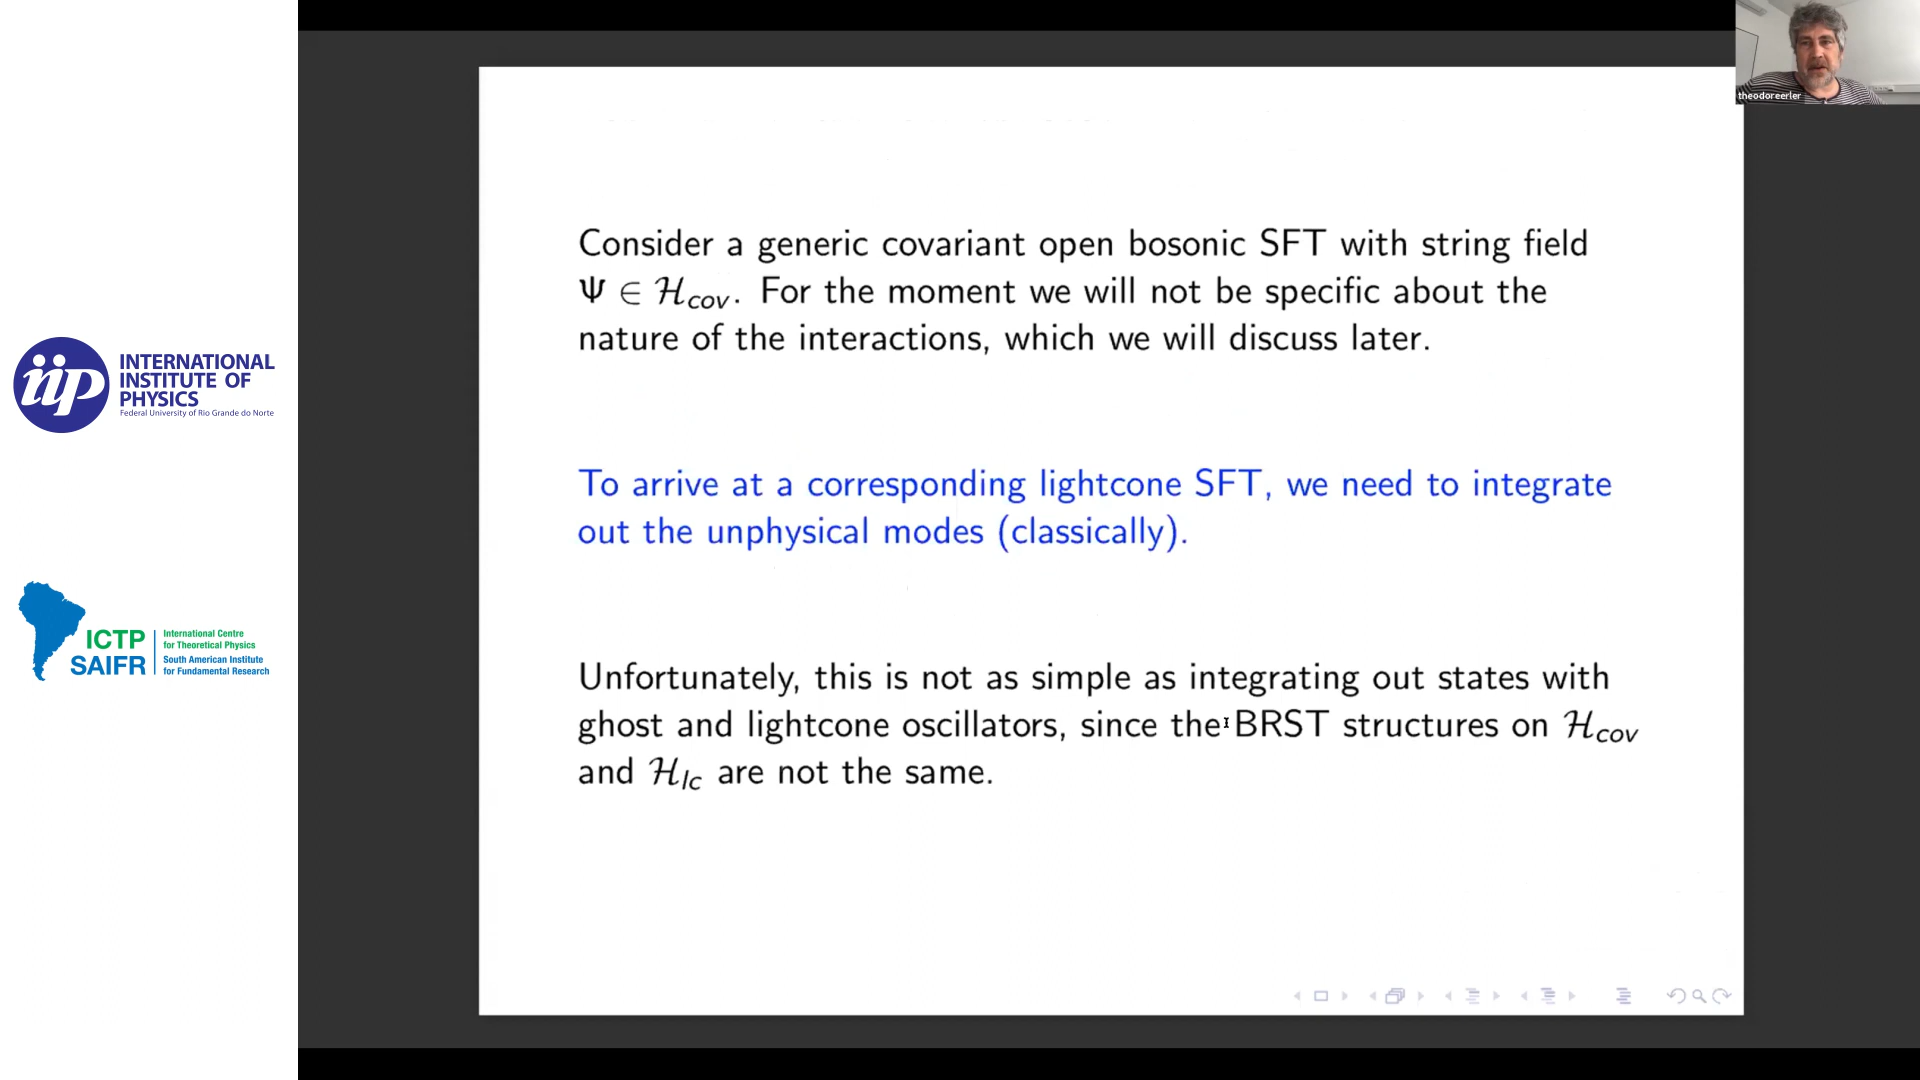 theodoreerler
Consider a generic covariant open bosonic SFT with string field
Ψ ∈ ℋcov. For the moment we will not be specific about the
nature of the interactions, which we will discuss later.
To arrive at a corresponding lightcone SFT, we need to integrate
out the unphysical modes (classically).
Unfortunately, this is not as simple as integrating out states with
ghost and lightcone oscillators, since the BRST structures on ℋcov
and ℋlc are not the same.
iip
INTERNATIONAL
INSTITUTE OF
PHYSICS
Federal University of Rio Grande do Norte
ICTP
SAIFR
International Centre
for Theoretical Physics
South American Institute
for Fundamental Research